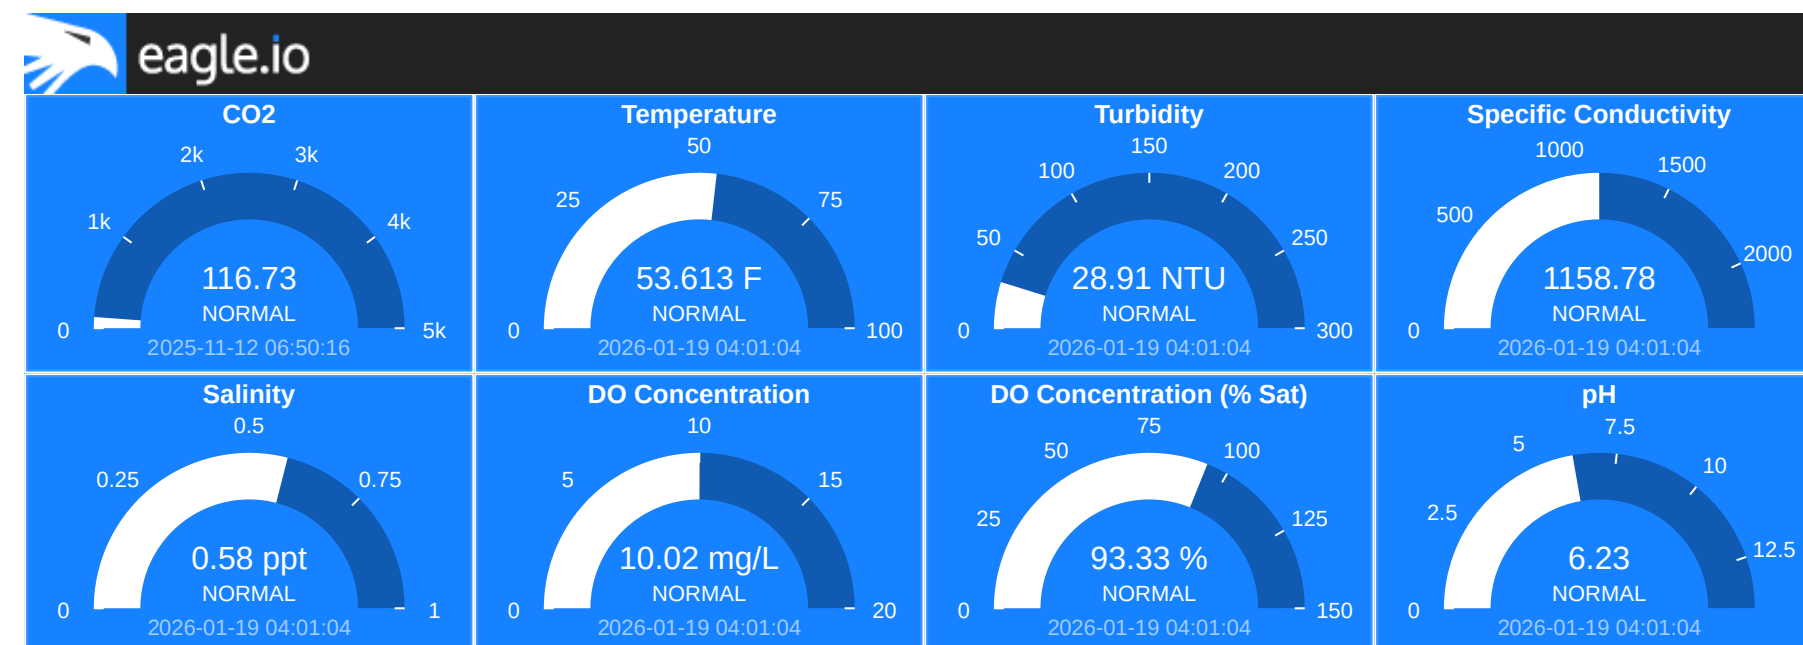 eagle.io
CO2
0
1k
2k
3k
4k
5k
116.73
NORMAL
2025-11-12 06:50:16
Temperature
0
25
50
75
100
53.613 F
NORMAL
2026-01-19 04:01:04
Turbidity
0
50
100
150
200
250
300
28.91 NTU
NORMAL
2026-01-19 04:01:04
Specific Conductivity
0
500
1000
1500
2000
1158.78
NORMAL
2026-01-19 04:01:04
Salinity
0
0.25
0.5
0.75
1
0.58 ppt
NORMAL
2026-01-19 04:01:04
DO Concentration
0
5
10
15
20
10.02 mg/L
NORMAL
2026-01-19 04:01:04
DO Concentration (% Sat)
0
25
50
75
100
125
150
93.33 %
NORMAL
2026-01-19 04:01:04
pH
0
2.5
5
7.5
10
12.5
6.23
NORMAL
2026-01-19 04:01:04